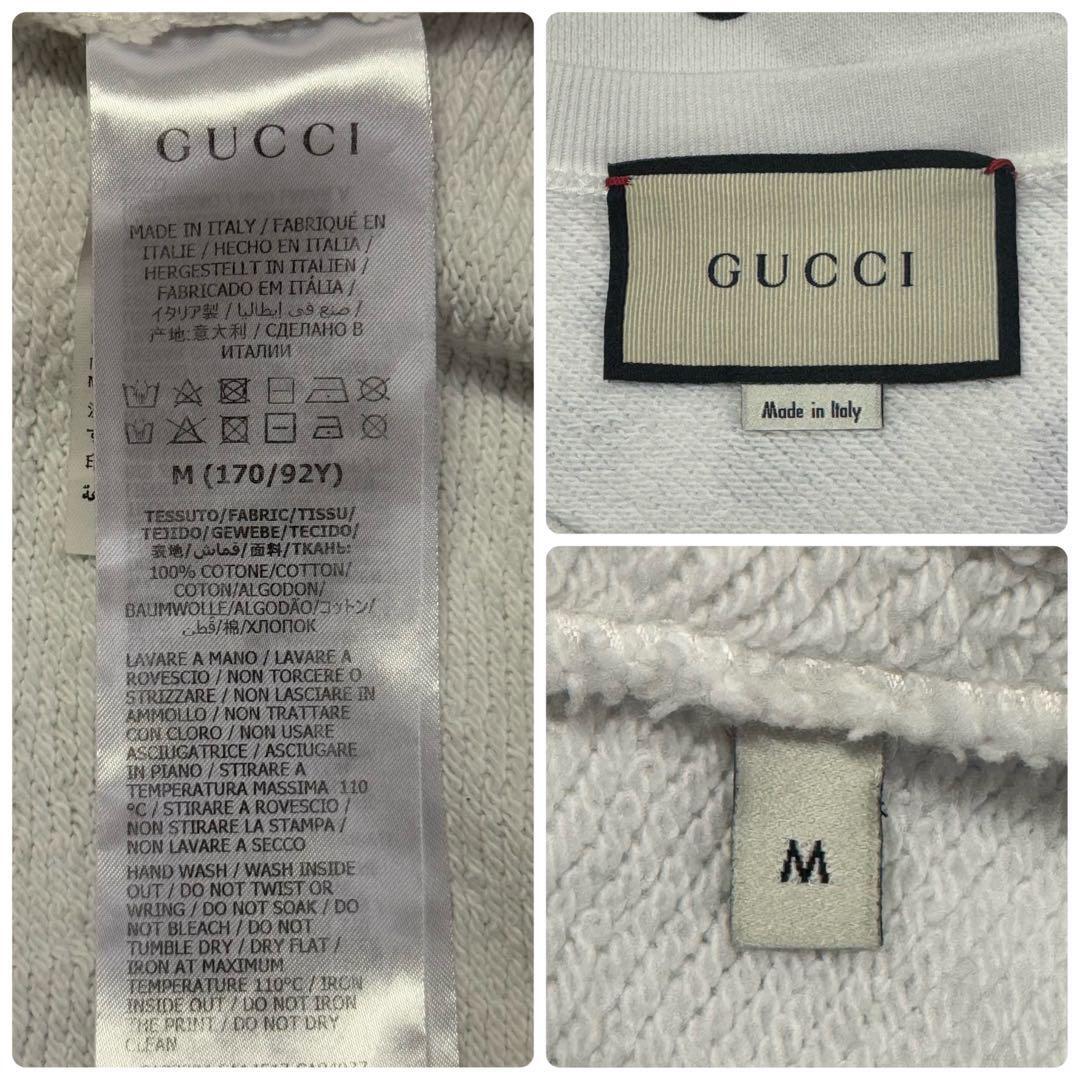 GUCCI
MADE IN ITALY / FABRIQUÉ EN
ITALIE / HECHO EN ITALIA /
HERGESTELLT IN ITALIEN /
FABRICADO EM ITÁLIA /
イタリア製 / صنع في إيطاليا /
产地:意大利 / СДЕЛАНО В
ИТАЛИИ
M (170/92Y)
TESSUTO/FABRIC/TISSU/
TEJIDO/GEWEBE/TECIDO/
表地/قماش/面料/ТКАНЬ:
100% COTONE/COTTON/
COTON/ALGODON/
BAUMWOLLE/ALGODÃO/コットン/
قطن/棉/ХЛОПОК
LAVARE A MANO / LAVARE A
ROVESCIO / NON TORCERE O
STRIZZARE / NON LASCIARE IN
AMMOLLO / NON TRATTARE
CON CLORO / NON USARE
ASCIUGATRICE / ASCIUGARE
IN PIANO / STIRARE A
TEMPERATURA MASSIMA 110
°C / STIRARE A ROVESCIO /
NON STIRARE LA STAMPA /
NON LAVARE A SECCO
HAND WASH / WASH INSIDE
OUT / DO NOT TWIST OR
WRING / DO NOT SOAK / DO
NOT BLEACH / DO NOT
TUMBLE DRY / DRY FLAT /
IRON AT MAXIMUM
TEMPERATURE 110°C / IRON
INSIDE OUT / DO NOT IRON
THE PRINT / DO NOT DRY
CLEAN
GUCCI
Made in Italy
M